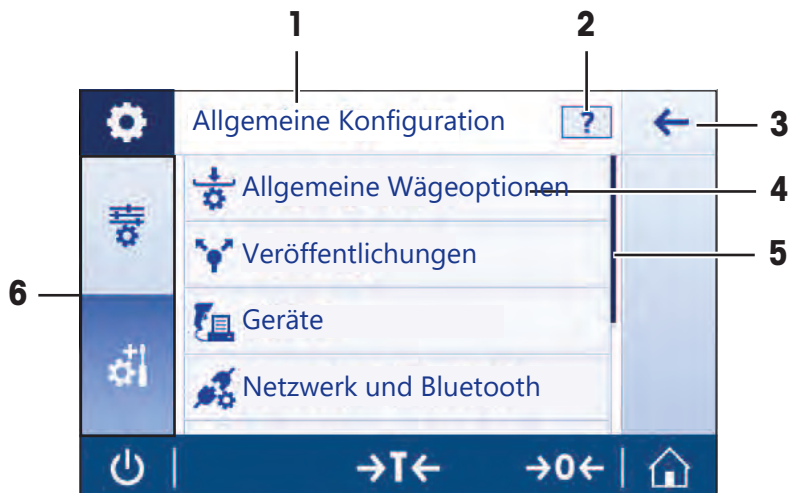 1
2
Allgemeine Konfiguration ?
3
Allgemeine Wägeoptionen
4
Veröffentlichungen
5
6
Geräte
Netzwerk und Bluetooth
→T← →0←